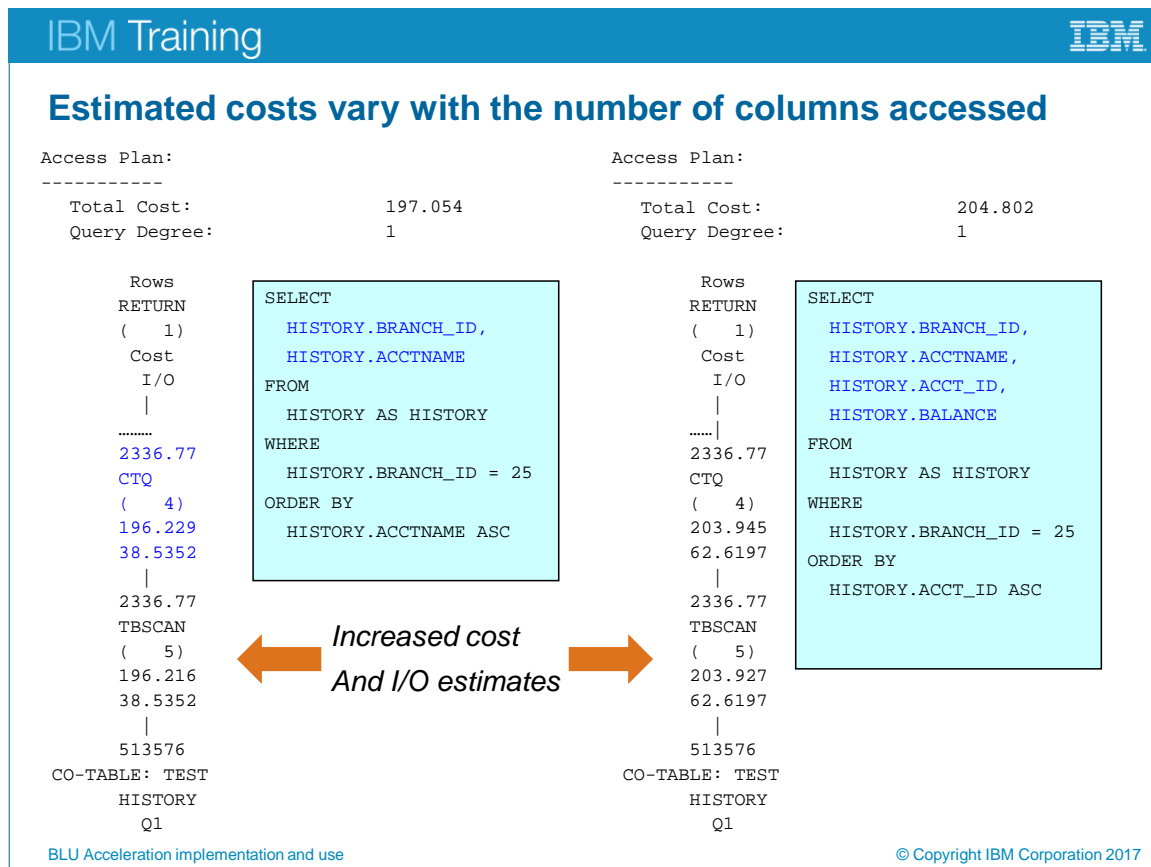 IBM Training
IBM
Estimated costs vary with the number of columns accessed
Access Plan:
-----------
Total Cost: 197.054
Query Degree: 1
Rows
RETURN
( 1)
Cost
I/O
|
………
2336.77
CTQ
( 4)
196.229
38.5352
|
2336.77
TBSCAN
( 5)
196.216
38.5352
|
513576
CO-TABLE: TEST
HISTORY
Q1
SELECT
HISTORY.BRANCH_ID,
HISTORY.ACCTNAME
FROM
HISTORY AS HISTORY
WHERE
HISTORY.BRANCH_ID = 25
ORDER BY
HISTORY.ACCTNAME ASC
Increased cost
And I/O estimates
Access Plan:
-----------
Total Cost: 204.802
Query Degree: 1
Rows
RETURN
( 1)
Cost
I/O
|
……|
2336.77
CTQ
( 4)
203.945
62.6197
|
2336.77
TBSCAN
( 5)
203.927
62.6197
|
513576
CO-TABLE: TEST
HISTORY
Q1
SELECT
HISTORY.BRANCH_ID,
HISTORY.ACCTNAME,
HISTORY.ACCT_ID,
HISTORY.BALANCE
FROM
HISTORY AS HISTORY
WHERE
HISTORY.BRANCH_ID = 25
ORDER BY
HISTORY.ACCT_ID ASC
BLU Acceleration implementation and use
© Copyright IBM Corporation 2017